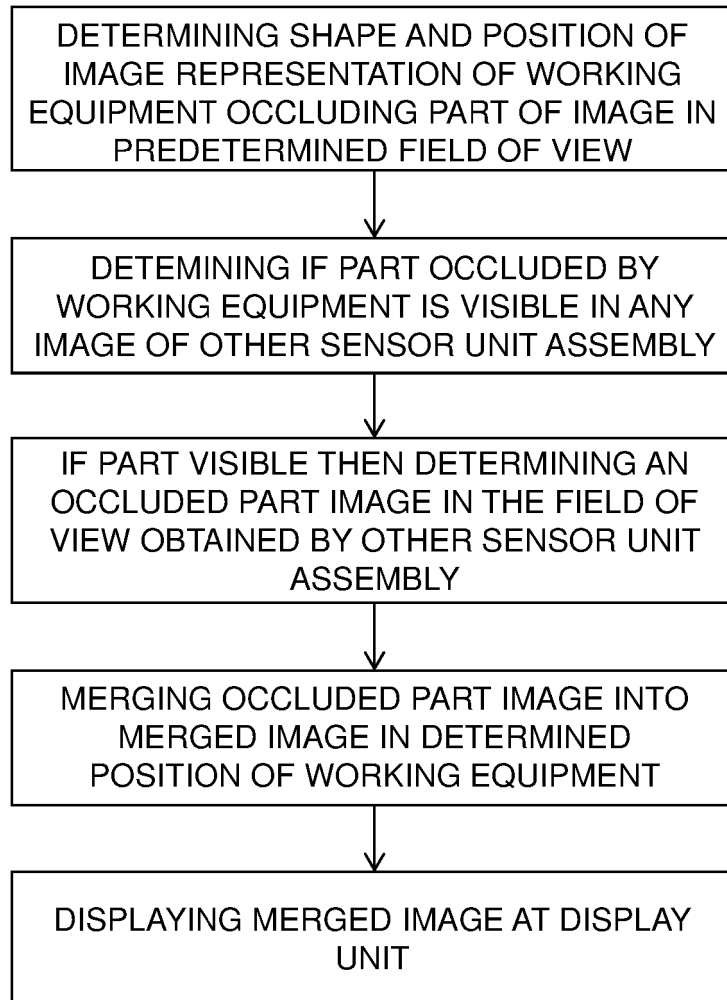 DETERMINING SHAPE AND POSITION OF
IMAGE REPRESENTATION OF WORKING
EQUIPMENT OCCLUDING PART OF IMAGE IN
PREDETERMINED FIELD OF VIEW
DETEMINING IF PART OCCLUDED BY
WORKING EQUIPMENT IS VISIBLE IN ANY
IMAGE OF OTHER SENSOR UNIT ASSEMBLY
IF PART VISIBLE THEN DETERMINING AN
OCCLUDED PART IMAGE IN THE FIELD OF
VIEW OBTAINED BY OTHER SENSOR UNIT
ASSEMBLY
MERGING OCCLUDED PART IMAGE INTO
MERGED IMAGE IN DETERMINED
POSITION OF WORKING EQUIPMENT
DISPLAYING MERGED IMAGE AT DISPLAY
UNIT